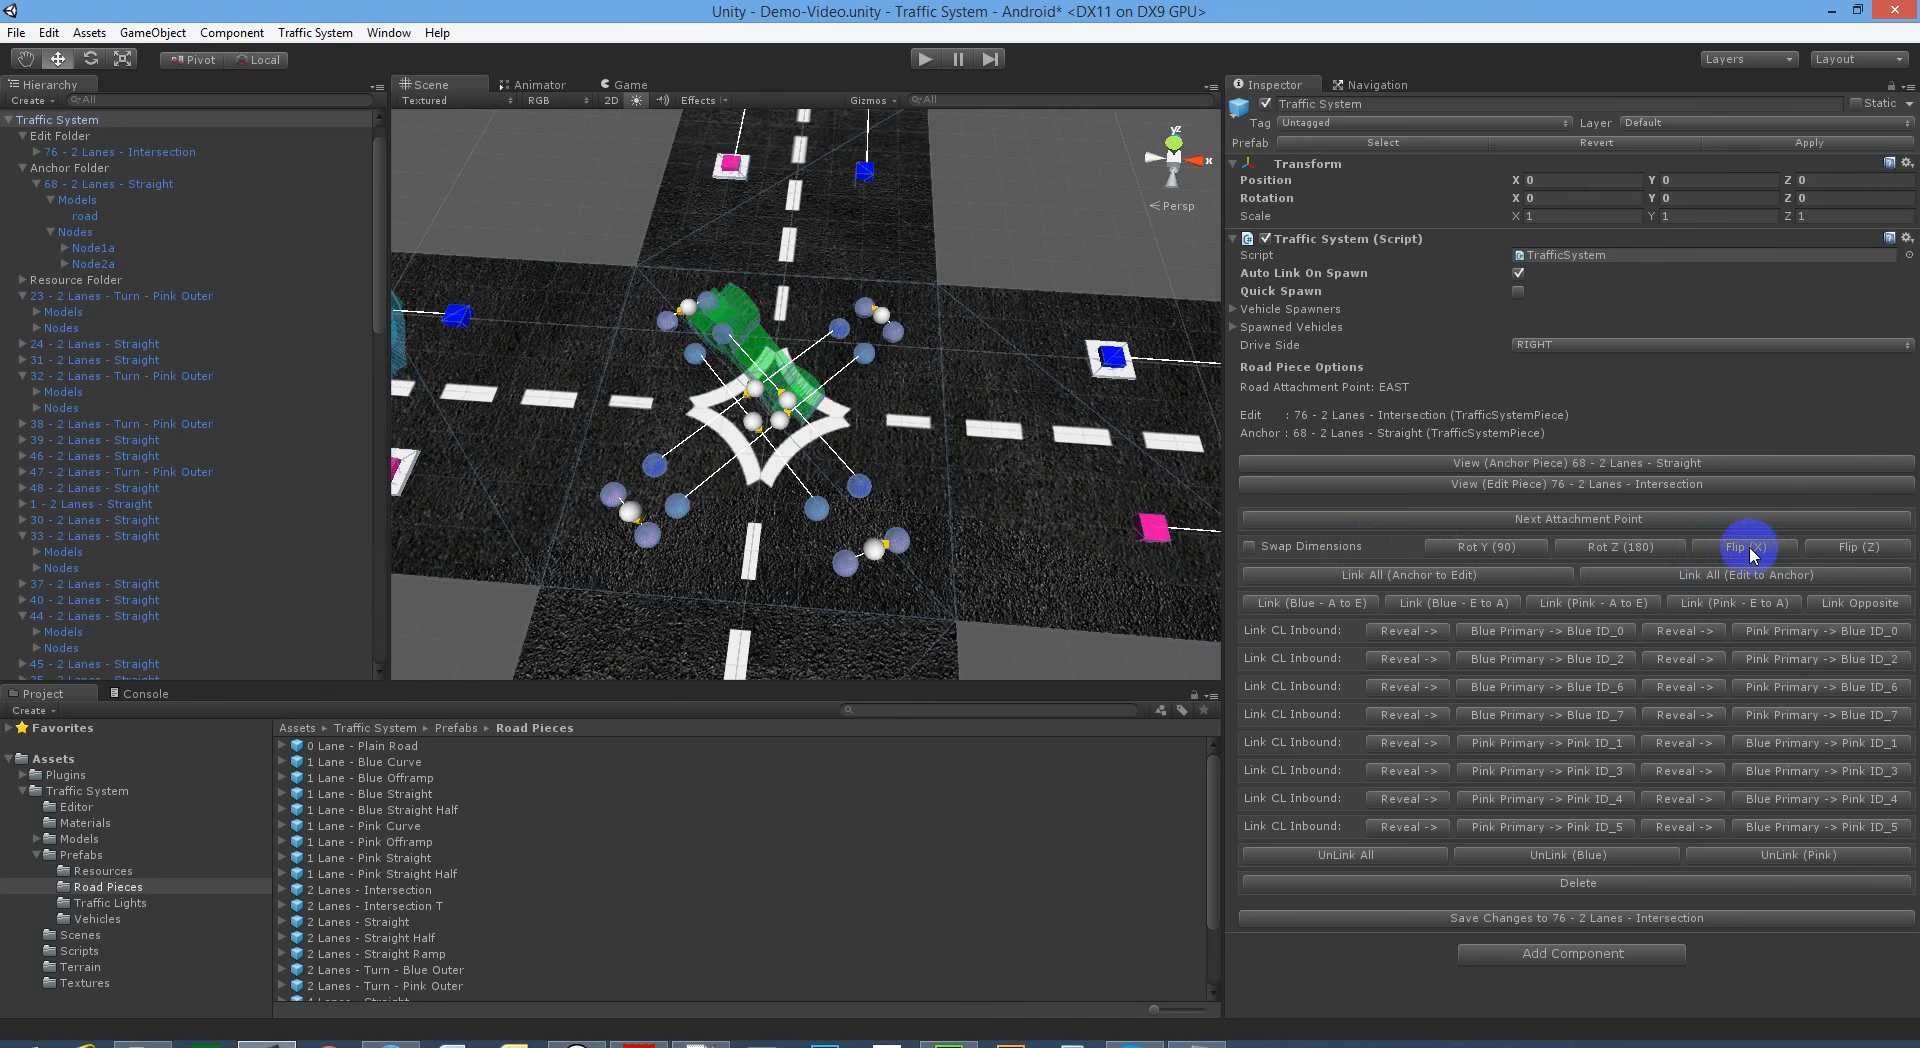 Unity - Demo-Video.unity - Traffic System - Android* <DX11 on DX9 GPU>
File Edit Assets GameObject Component Traffic System Window Help
Pivot Local Layers Layout
Hierarchy
Create All
Traffic System
Edit Folder
76 - 2 Lanes - Intersection
Anchor Folder
68 - 2 Lanes - Straight
Models
road
Nodes
Node1a
Node2a
Resource Folder
23 - 2 Lanes - Turn - Pink Outer
Models
Nodes
24 - 2 Lanes - Straight
31 - 2 Lanes - Straight
32 - 2 Lanes - Turn - Pink Outer
Models
Nodes
38 - 2 Lanes - Turn - Pink Outer
39 - 2 Lanes - Straight
46 - 2 Lanes - Straight
47 - 2 Lanes - Turn - Pink Outer
48 - 2 Lanes - Straight
1 - 2 Lanes - Straight
30 - 2 Lanes - Straight
33 - 2 Lanes - Straight
Models
Nodes
37 - 2 Lanes - Straight
40 - 2 Lanes - Straight
44 - 2 Lanes - Straight
Models
Nodes
45 - 2 Lanes - Straight
Scene Animator Game
Textured RGB 2D Effects Gizmos All
yz
x
Persp
Inspector Navigation
Traffic System Static
Tag Untagged Layer Default
Prefab Select Revert Apply
Transform
Position X 0 Y 0 Z 0
Rotation X 0 Y 0 Z 0
Scale X 1 Y 1 Z 1
Traffic System (Script)
Script TrafficSystem
Auto Link On Spawn
Quick Spawn
Vehicle Spawners
Spawned Vehicles
Drive Side RIGHT
Road Piece Options
Road Attachment Point: EAST
Edit : 76 - 2 Lanes - Intersection (TrafficSystemPiece)
Anchor : 68 - 2 Lanes - Straight (TrafficSystemPiece)
View (Anchor Piece) 68 - 2 Lanes - Straight
View (Edit Piece) 76 - 2 Lanes - Intersection
Next Attachment Point
Swap Dimensions Rot Y (90) Rot Z (180) Flip (X) Flip (Z)
Link All (Anchor to Edit) Link All (Edit to Anchor)
Link (Blue - A to E) Link (Blue - E to A) Link (Pink - A to E) Link (Pink - E to A) Link Opposite
Link CL Inbound: Reveal -> Blue Primary -> Blue ID_0 Reveal -> Pink Primary -> Blue ID_0
Link CL Inbound: Reveal -> Blue Primary -> Blue ID_2 Reveal -> Pink Primary -> Blue ID_2
Link CL Inbound: Reveal -> Blue Primary -> Blue ID_6 Reveal -> Pink Primary -> Blue ID_6
Link CL Inbound: Reveal -> Blue Primary -> Blue ID_7 Reveal -> Pink Primary -> Blue ID_7
Link CL Inbound: Reveal -> Pink Primary -> Pink ID_1 Reveal -> Blue Primary -> Blue ID_1
Link CL Inbound: Reveal -> Pink Primary -> Pink ID_3 Reveal -> Blue Primary -> Pink ID_3
Link CL Inbound: Reveal -> Pink Primary -> Pink ID_4 Reveal -> Blue Primary -> Pink ID_4
Link CL Inbound: Reveal -> Pink Primary -> Pink ID_5 Reveal -> Blue Primary -> Pink ID_5
UnLink All UnLink (Blue) UnLink (Pink)
Delete
Save Changes to 76 - 2 Lanes - Intersection
Add Component
Project Console
Create
Favorites
Assets
Plugins
Traffic System
Editor
Materials
Models
Prefabs
Resources
Road Pieces
Traffic Lights
Vehicles
Scenes
Scripts
Terrain
Textures
Assets Traffic System Prefabs Road Pieces
0 Lane - Plain Road
1 Lane - Blue Curve
1 Lane - Blue Offramp
1 Lane - Blue Straight
1 Lane - Blue Straight Half
1 Lane - Pink Curve
1 Lane - Pink Offramp
1 Lane - Pink Straight
1 Lane - Pink Straight Half
2 Lanes - Intersection
2 Lanes - Intersection T
2 Lanes - Straight
2 Lanes - Straight Half
2 Lanes - Straight Ramp
2 Lanes - Turn - Blue Outer
2 Lanes - Turn - Pink Outer